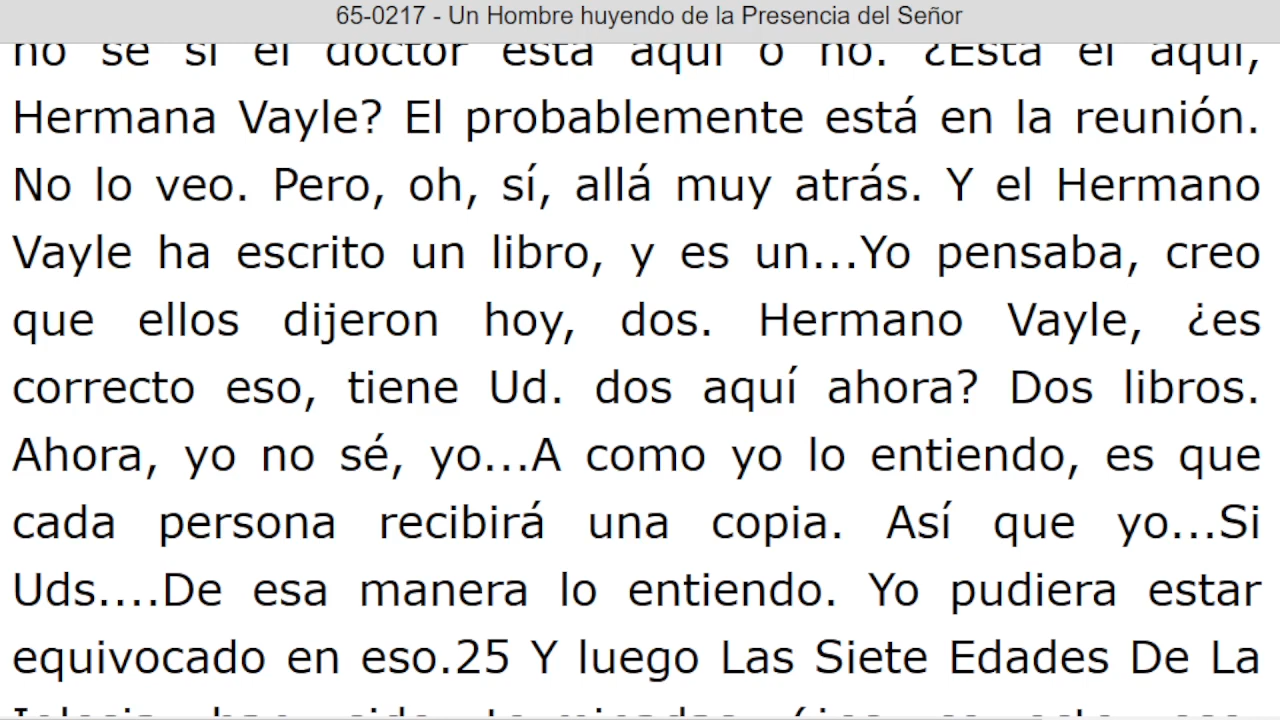 65-0217 - Un Hombre huyendo de la Presencia del Señor
no sé si el doctor está aquí o no. ¿Está él aquí,
Hermana Vayle? El probablemente está en la reunión.
No lo veo. Pero, oh, sí, allá muy atrás. Y el Hermano
Vayle ha escrito un libro, y es un...Yo pensaba, creo
que ellos dijeron hoy, dos. Hermano Vayle, ¿es
correcto eso, tiene Ud. dos aquí ahora? Dos libros.
Ahora, yo no sé, yo...A como yo lo entiendo, es que
cada persona recibirá una copia. Así que yo...Si
Uds....De esa manera lo entiendo. Yo pudiera estar
equivocado en eso.25 Y luego Las Siete Edades De La